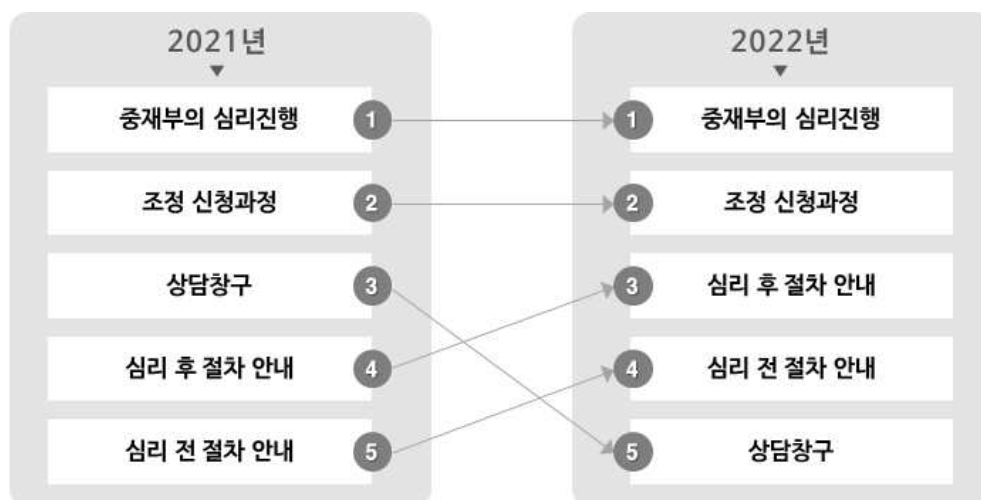 2021년
중재부의 심리진행 1
조정 신청과정 2
상담창구 3
심리 후 절차 안내 4
심리 전 절차 안내 5
2022년
1 중재부의 심리진행
2 조정 신청과정
3 심리 후 절차 안내
4 심리 전 절차 안내
5 상담창구